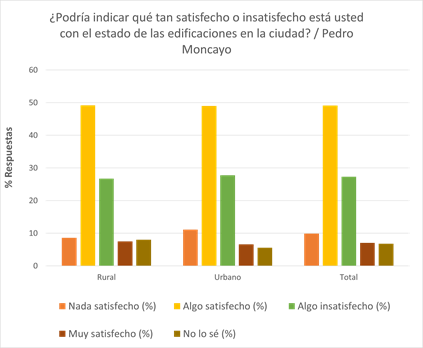 ¿Podría indicar qué tan satisfecho o insatisfecho está usted
con el estado de las edificaciones en la ciudad? / Pedro
Moncayo
60
50
40
30
20
10
0
% Respuestas
Rural Urbano Total
Nada satisfecho (%) Algo satisfecho (%) Algo insatisfecho (%)
Muy satisfecho (%) No lo sé (%)